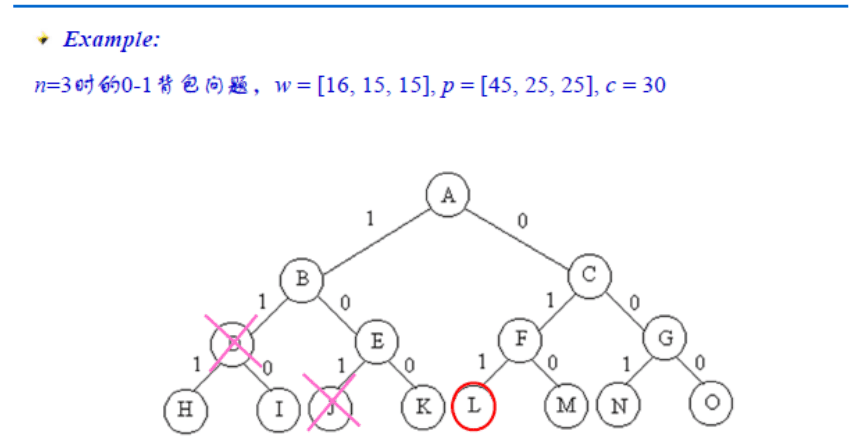 Example:
n=3时的0-1背包问题, w = [16, 15, 15], p = [45, 25, 25], c = 30
A
1 0
B C
1 0 1 0
D E F G
1 0 1 0 1 0 1 0
H I J K L M N O